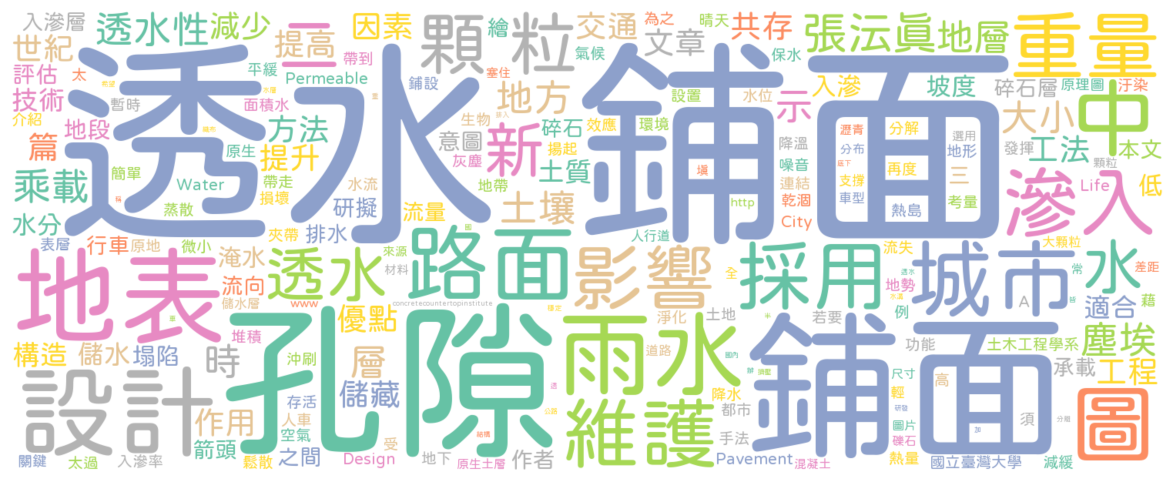 透水鋪面
孔隙
鋪面
地表
設計
路面
雨水
維護
城市
採用
影響
滲入
重量
中
新
顆粒
水
圖
透水
三
入滲層
透水性
減少
因素
繪
交通
為之
晴天
共存
張沄眞
地層
世紀
提高
帶到
氣候
文章
保水
評估
太
平緩
Permeable
鋪設
塞住
入滲
坡度
碎石層
原理圖
汙染
技術
暫時
面積水
地方
設置
水位
示
大小
介紹
生物
篇
地段
方法
意圖
碎石
效應
環境
降溫
瀝青
分解
選用
發揮
工法
本文
原生
灰塵
揚起
噪音
分布
地形
顆粒
乘載
簡單
提升
帶走
損壞
土質
地帶
連結
支撐
再度
三
考量
Life
低
Water
水流
乾涸
車型
熱島
水分
蒸散
研擬
流量
土壤
http
City
人行道
表層
行車
原地
微小
夾帶
排水
淹水
流向
來源
材料
全
流失
大顆粒
常
差距
地勢
A
儲水層
www
concretecountertopinstitute
例
適合
藉
堆積
優點
淨化
土地
若要
構造
儲水
塌陷
沖刷
時
層
道路
功能
土木工程學系
塵埃
儲藏
承載
工程
尺寸
作用
存活
人車
降水
輕
高
箭頭
空氣
受
都市
須
圖片
礫石
關鍵
太過
入滲率
鬆散
之間
Design
地下
原生土層
作者
手法
Pavement
混凝土
熱量
國立臺灣大學
減緩